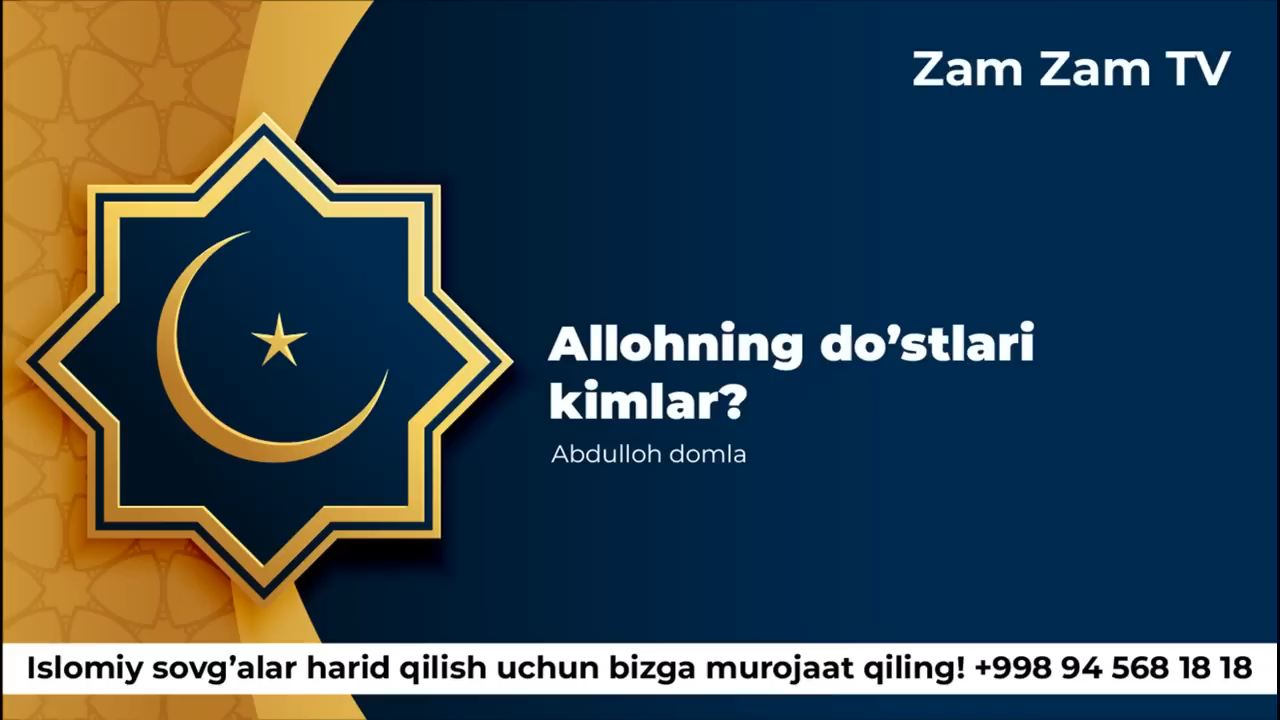 Zam Zam TV
Allohning do’stlari
kimlar?
Abdulloh domla
Islomiy sovg’alar harid qilish uchun bizga murojaat qiling! +998 94 568 18 18